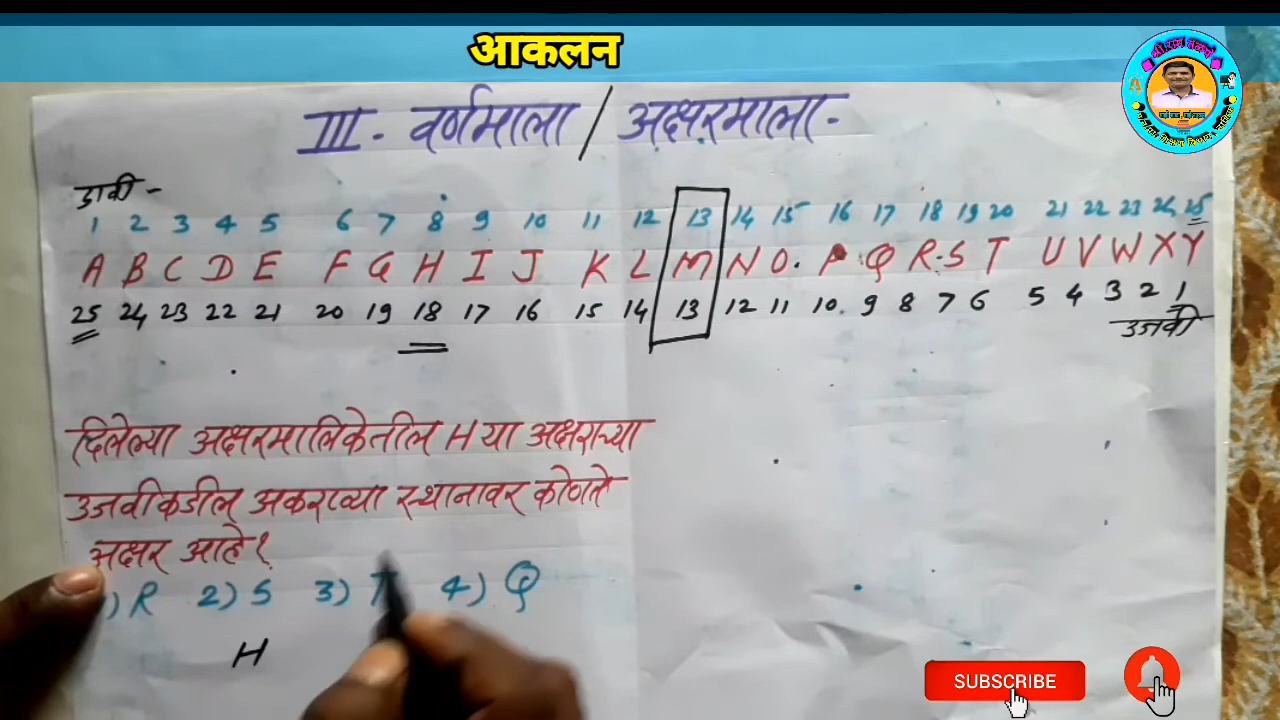 आकलन
III - वर्णमाला / अक्षरमाला -
डावी -
1 2 3 4 5 6 7 8 9 10 11 12 13 14 15 16 17 18 19 20 21 22 23 24 25
A B C D E F G H I J K L M N O P Q R S T U V W X Y
25 24 23 22 21 20 19 18 17 16 15 14 13 12 11 10 9 8 7 6 5 4 3 2 1
उजवी
दिलेल्या अक्षरमालिकेतील H या अक्षराच्या
उजवीकडील अकराव्या स्थानावर कोणते
अक्षर आहे?
) R 2) S 3) T 4) Q
H
SUBSCRIBE